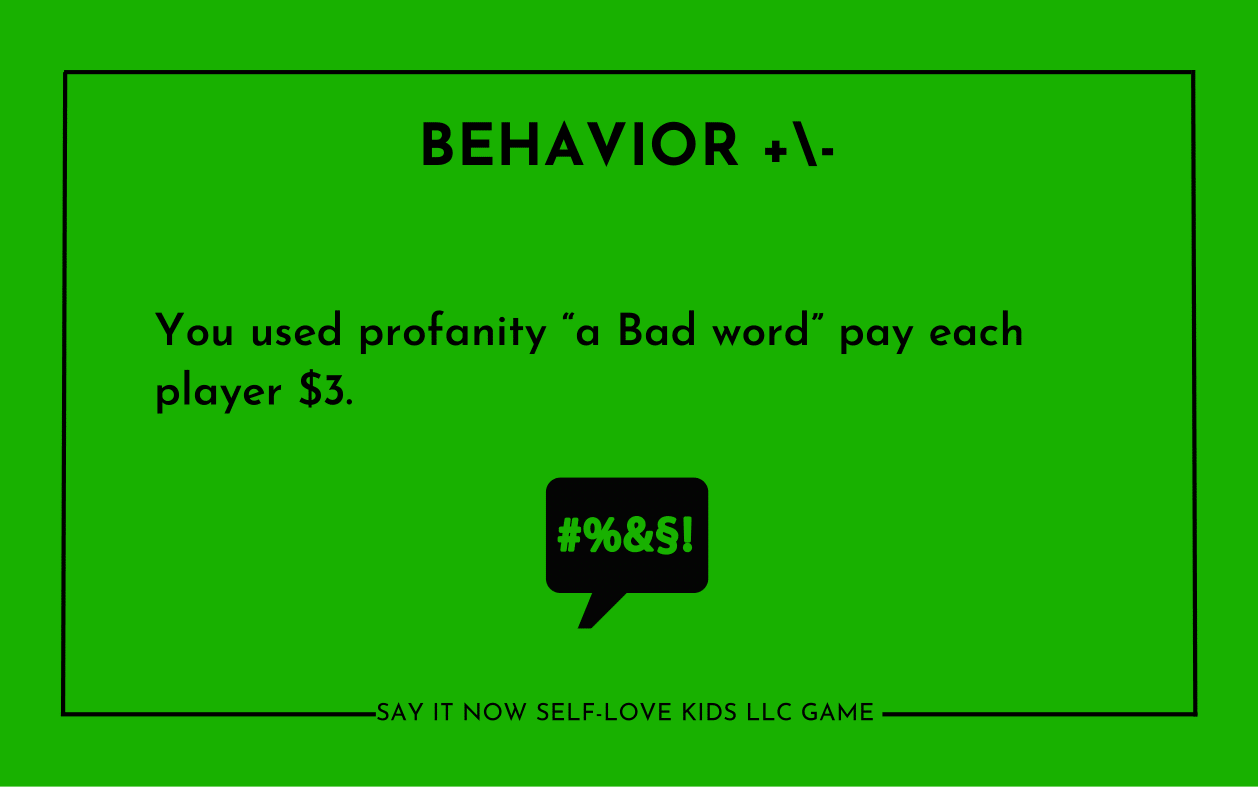 BEHAVIOR +\-
You used profanity “a Bad word” pay each
player $3.
#%&§!
SAY IT NOW SELF-LOVE KIDS LLC GAME